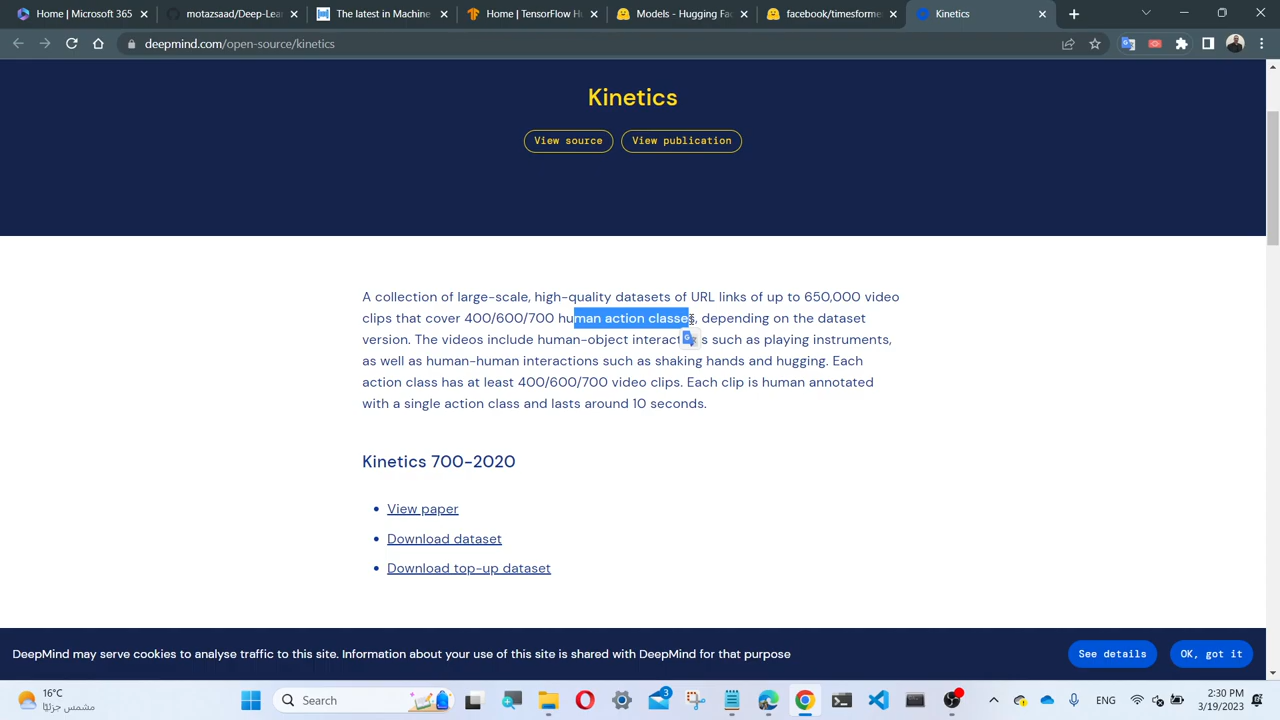 Home | Microsoft 365
motazsaad/Deep-Lear
The latest in Machine
Home | TensorFlow H
Models - Hugging Fac
facebook/timesforme
Kinetics
deepmind.com/open-source/kinetics
Kinetics
View source
View publication
A collection of large-scale, high-quality datasets of URL links of up to 650,000 video
clips that cover 400/600/700 human action classes, depending on the dataset
version. The videos include human-object interac s such as playing instruments,
as well as human-human interactions such as shaking hands and hugging. Each
action class has at least 400/600/700 video clips. Each clip is human annotated
with a single action class and lasts around 10 seconds.
Kinetics 700-2020
View paper
Download dataset
Download top-up dataset
DeepMind may serve cookies to analyse traffic to this site. Information about your use of this site is shared with DeepMind for that purpose
See details
OK, got it
16°C
مشمس جزئيًا
Search
3
ENG
2:30 PM
3/19/2023